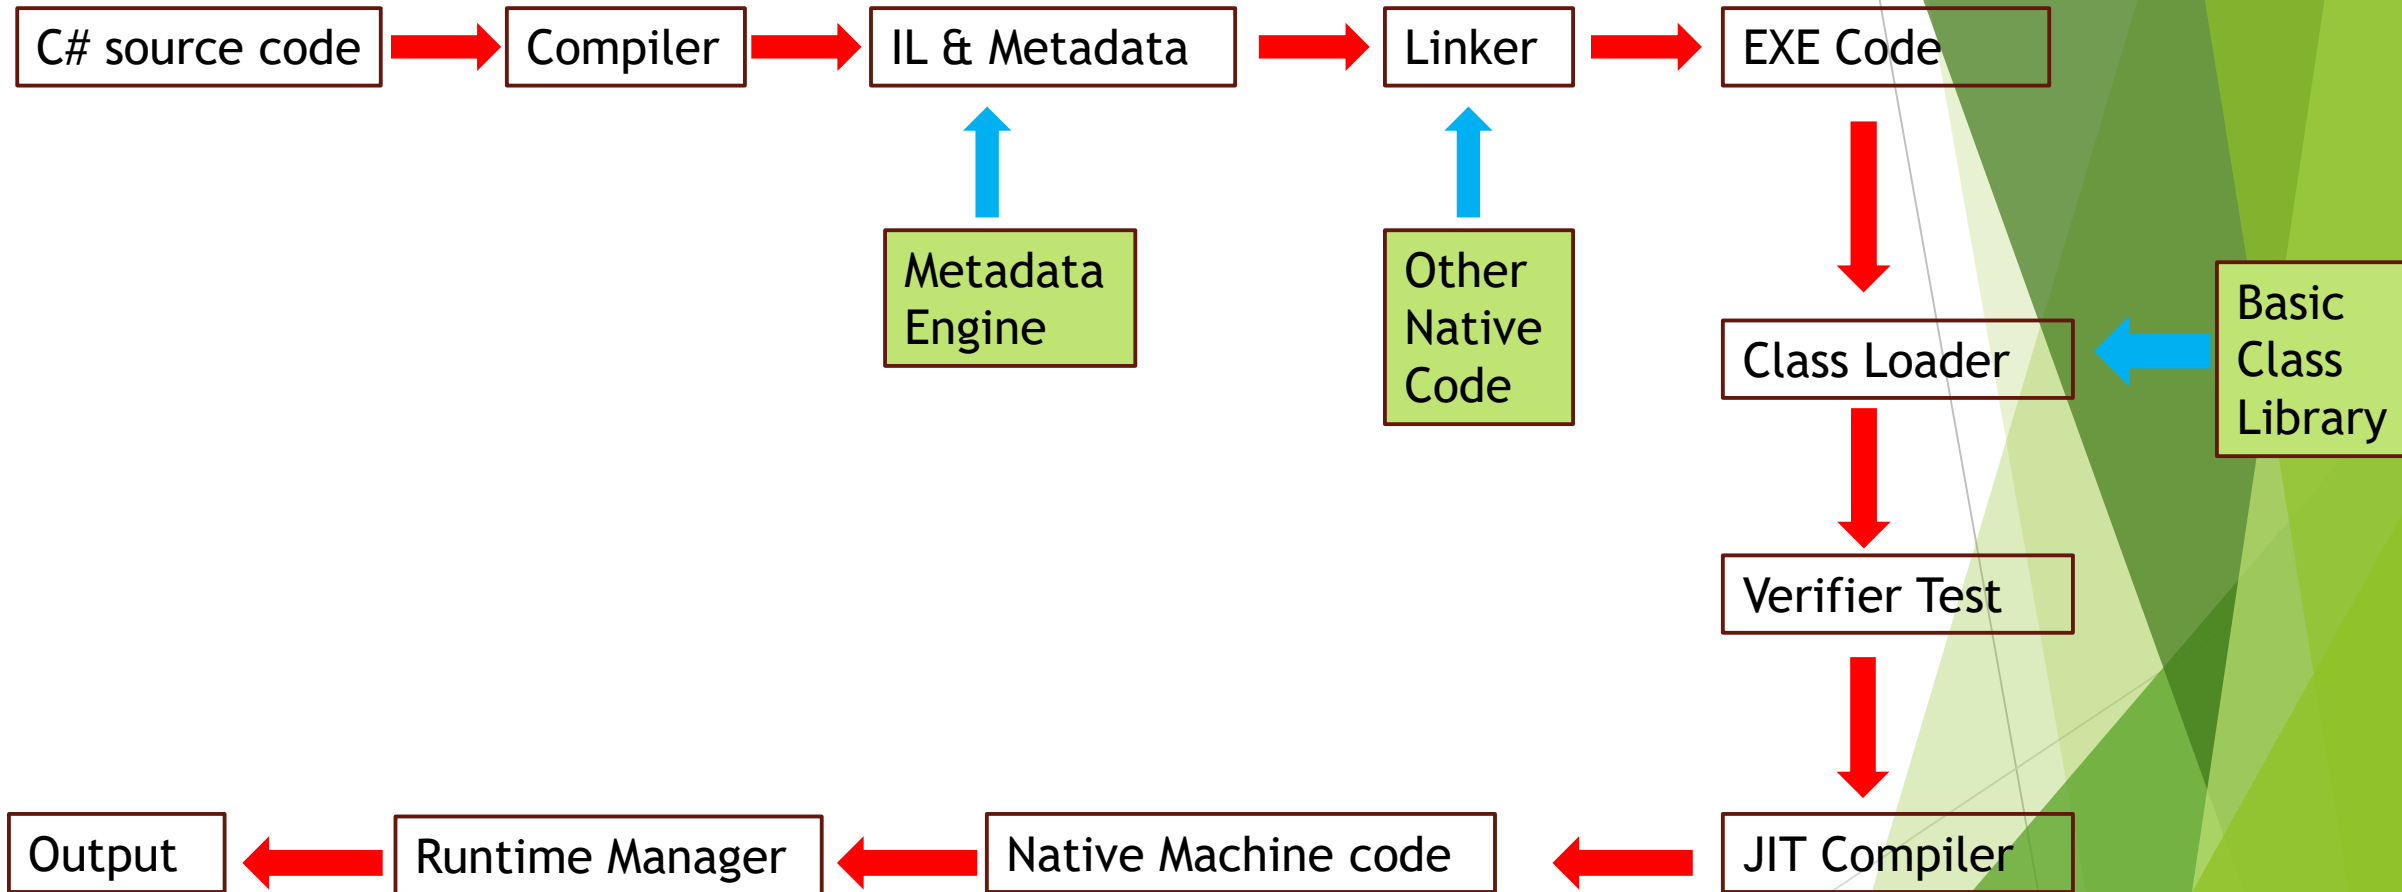 C# source code
Compiler
IL & Metadata
Linker
EXE Code
Metadata
Engine
Other
Native
Code
Basic
Class
Library
Class Loader
Verifier Test
JIT Compiler
Native Machine code
Runtime Manager
Output